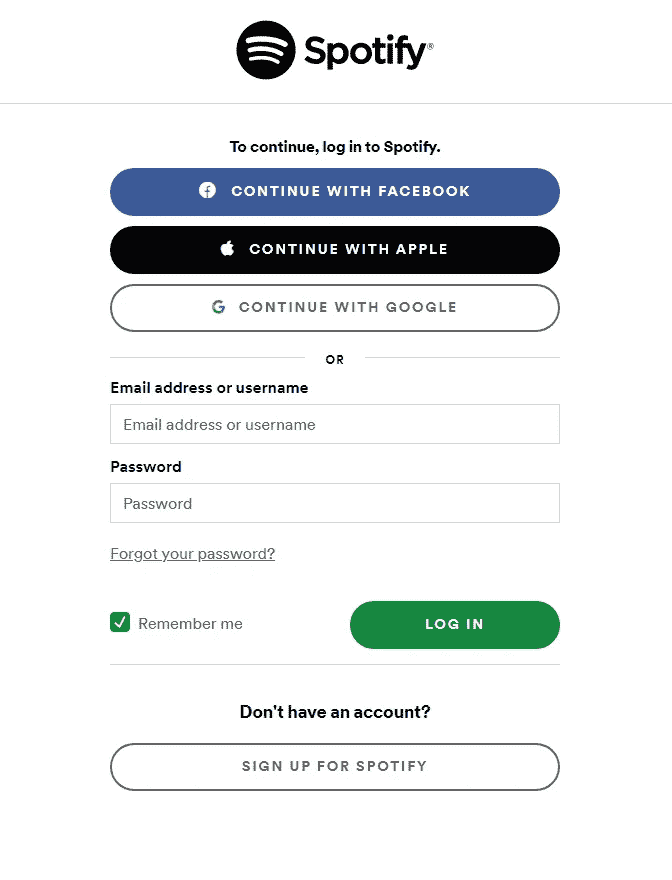 Spotify®
To continue, log in to Spotify.
CONTINUE WITH FACEBOOK
CONTINUE WITH APPLE
CONTINUE WITH GOOGLE
OR
Email address or username
Email address or username
Password
Password
Forgot your password?
Remember me
LOG IN
Don't have an account?
SIGN UP FOR SPOTIFY